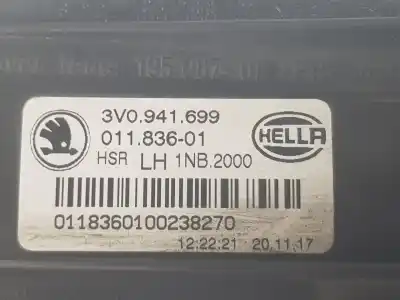 3V0.941.699
011.836-01
HELLA
HSR LH 1NB.2000
0118360100238270
12:22:21 20.11.17